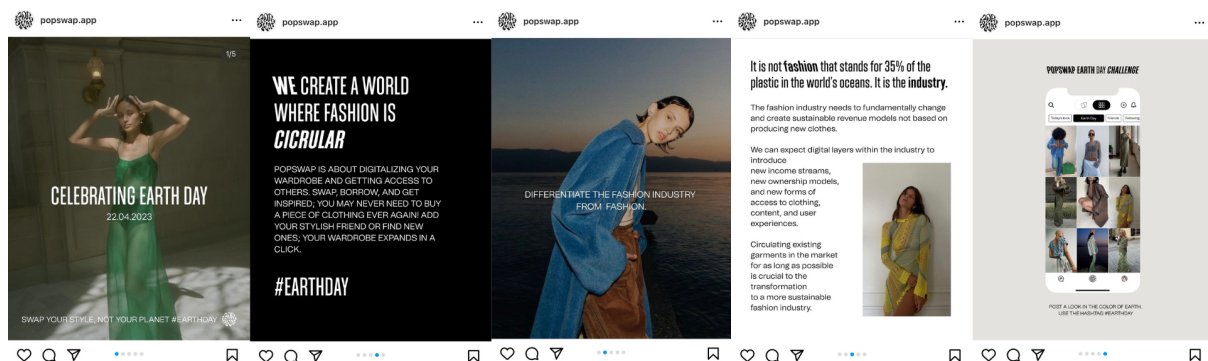 popswap.app
1/5
CELEBRATING EARTH DAY
22.04.2023
SWAP YOUR STYLE, NOT YOUR PLANET #EARTHDAY
popswap.app
WE CREATE A WORLD
WHERE FASHION IS
CICRULAR
POPSWAP IS ABOUT DIGITALIZING YOUR
WARDROBE AND GETTING ACCESS TO
OTHERS. SWAP, BORROW, AND GET
INSPIRED; YOU MAY NEVER NEED TO BUY
A PIECE OF CLOTHING EVER AGAIN! ADD
YOUR STYLISH FRIEND OR FIND NEW
ONES; YOUR WARDROBE EXPANDS IN A
CLICK.
#EARTHDAY
popswap.app
DIFFERENTIATE THE FASHION INDUSTRY
FROM FASHION.
popswap.app
It is not fashion that stands for 35% of the
plastic in the world's oceans. It is the industry.
The fashion industry needs to fundamentally change
and create sustainable revenue models not based on
producing new clothes.
We can expect digital layers within the industry to
introduce
new income streams,
new ownership models,
and new forms of
access to clothing,
content, and user
experiences.
Circulating existing
garments in the market
for as long as possible
is crucial to the
transformation
to a more sustainable
fashion industry.
popswap.app
POPSWAP EARTH DAY CHALLENGE
Today's look
Earth Day
Friends
Following
POST A LOOK IN THE COLOR OF EARTH.
USE THE HASHTAG #EARTHDAY